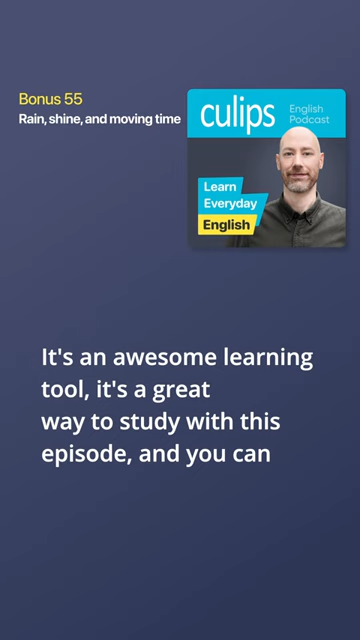 Bonus 55
Rain, shine, and moving time
culips
English
Podcast
Learn
Everyday
English
It's an awesome learning
tool, it's a great
way to study with this
episode, and you can